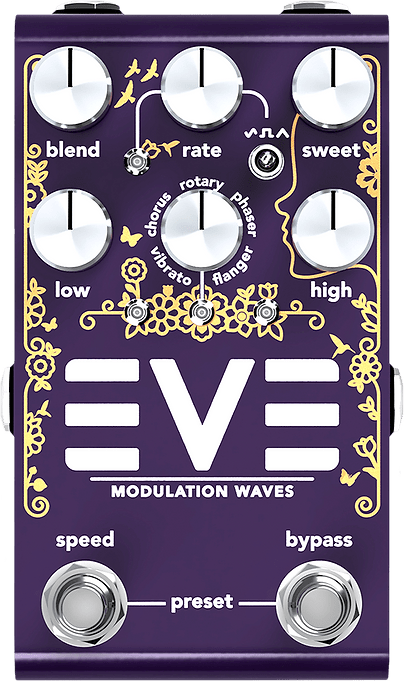 blend
rate
sweet
vibrato
chorus
rotary
phaser
flanger
low
high
EVE
MODULATION WAVES
speed
bypass
preset